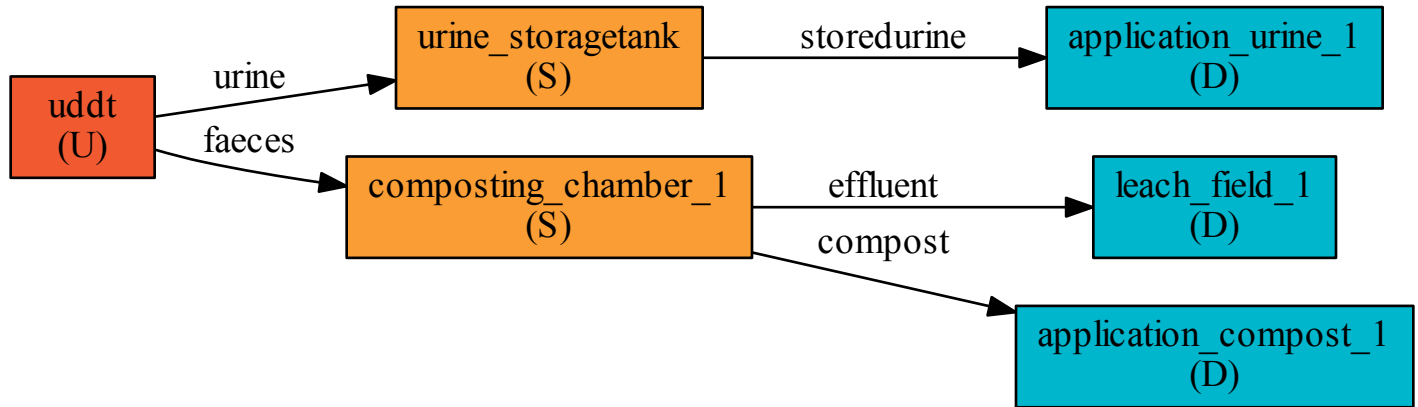 uddt
(U)
urine
faeces
urine_storagetank
(S)
composting_chamber_1
(S)
storedurine
effluent
compost
application_urine_1
(D)
leach_field_1
(D)
application_compost_1
(D)